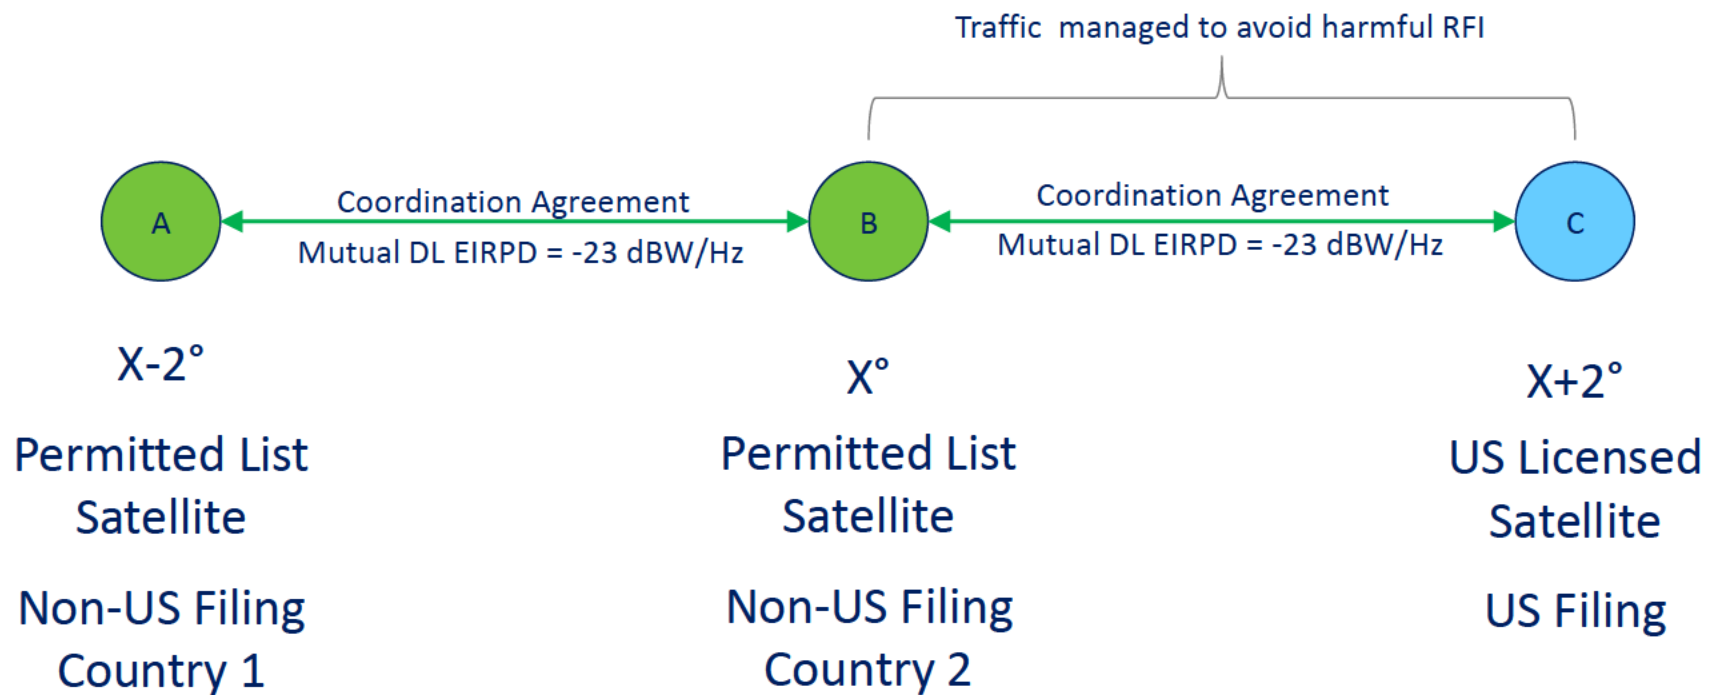 Traffic managed to avoid harmful RFI
A
Coordination Agreement
Mutual DL EIRPD = -23 dBW/Hz
B
Coordination Agreement
Mutual DL EIRPD = -23 dBW/Hz
C
X-2°
Permitted List
Satellite
Non-US Filing
Country 1
X°
Permitted List
Satellite
Non-US Filing
Country 2
X+2°
US Licensed
Satellite
US Filing